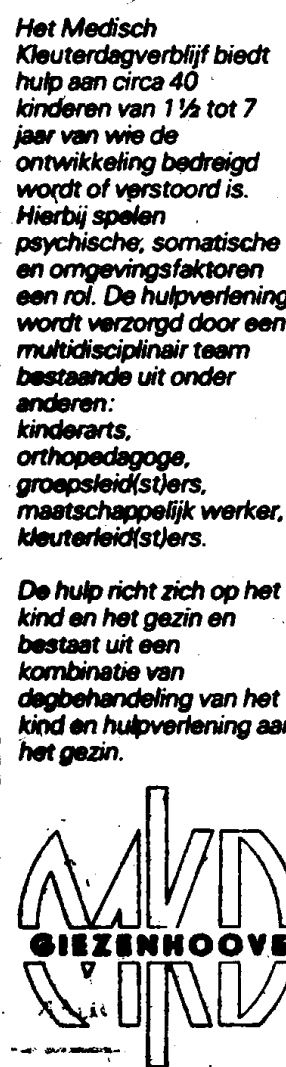 Het Medisch
Kleuterdagverblijf biedt
hulp aan circa 40
kinderen van 1½ tot 7
jaar van wie de
ontwikkeling bedreigd
wordt of verstoord is.
Hierbij spelen
psychische, somatische
en omgevingsfaktoren
een rol. De hulpverlening
wordt verzorgd door een
multidisciplinair team
bestaande uit onder
anderen:
kinderarts,
orthopedagoge,
groepsleid(st)ers,
maatschappelijk werker,
kleuterleid(st)ers.
De hulp richt zich op het
kind en het gezin en
bestaat uit een
kombinatie van
dagbehandeling van het
kind en hulpverlening aan
het gezin.
MKD
GIEZENHOOVE